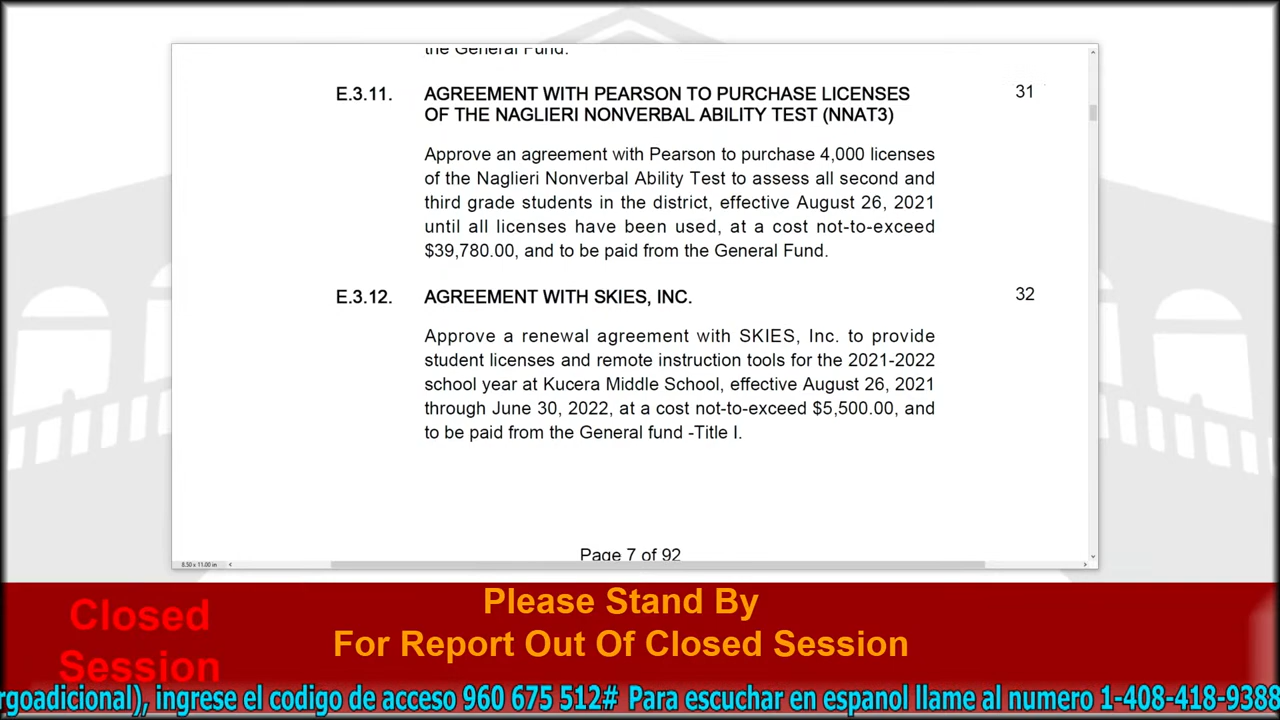 the General Fund.
E.3.11. AGREEMENT WITH PEARSON TO PURCHASE LICENSES 31
OF THE NAGLIERI NONVERBAL ABILITY TEST (NNAT3)
Approve an agreement with Pearson to purchase 4,000 licenses
of the Naglieri Nonverbal Ability Test to assess all second and
third grade students in the district, effective August 26, 2021
until all licenses have been used, at a cost not-to-exceed
$39,780.00, and to be paid from the General Fund.
E.3.12. AGREEMENT WITH SKIES, INC. 32
Approve a renewal agreement with SKIES, Inc. to provide
student licenses and remote instruction tools for the 2021-2022
school year at Kucera Middle School, effective August 26, 2021
through June 30, 2022, at a cost not-to-exceed $5,500.00, and
to be paid from the General fund -Title I.
Page 7 of 92
8.50 x 11.00 in
Closed
Session
Please Stand By
For Report Out Of Closed Session
rgoadicional), ingrese el codigo de acceso 960 675 512# Para escuchar en espanol llame al numero 1-408-418-9388